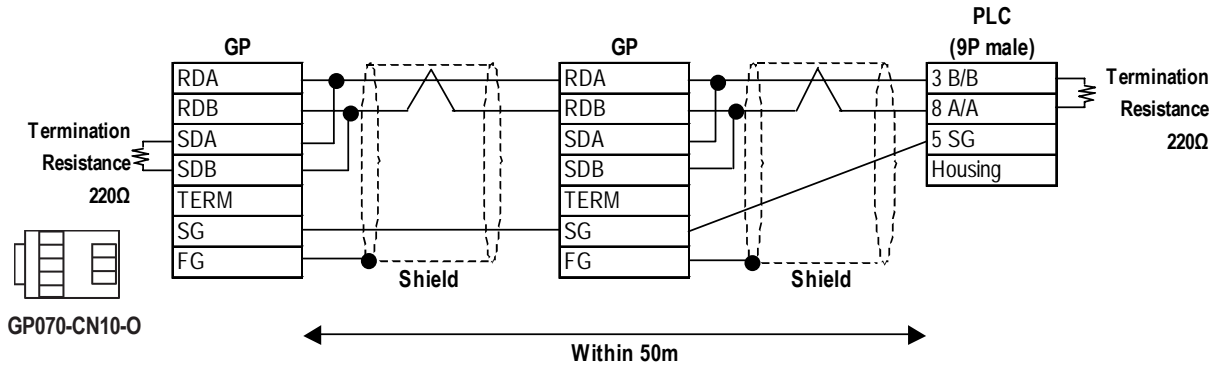 PLC
(9P male)
GP
GP
RDA
RDB
SDA
SDB
TERM
SG
FG
RDA
RDB
SDA
SDB
TERM
SG
FG
3 B/B
8 A/A
5 SG
Housing
Termination
Resistance
220Ω
Termination
Resistance
220Ω
Shield
Shield
GP070-CN10-O
Within 50m